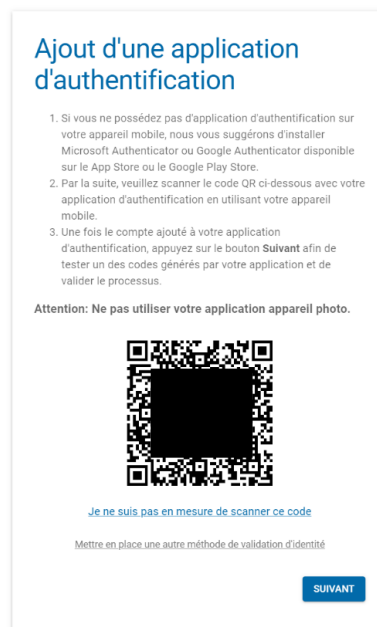 Ajout d'une application
d'authentification
1. Si vous ne possédez pas d'application d'authentification sur
votre appareil mobile, nous vous suggérons d'installer
Microsoft Authenticator ou Google Authenticator disponible
sur le App Store ou le Google Play Store.
2. Par la suite, veuillez scanner le code QR ci-dessous avec votre
application d'authentification en utilisant votre appareil
mobile.
3. Une fois le compte ajouté à votre application
d'authentification, appuyez sur le bouton Suivant afin de
tester un des codes générés par votre application et de
valider le processus.
Attention: Ne pas utiliser votre application appareil photo.
Je ne suis pas en mesure de scanner ce code
Mettre en place une autre méthode de validation d'identité
SUIVANT